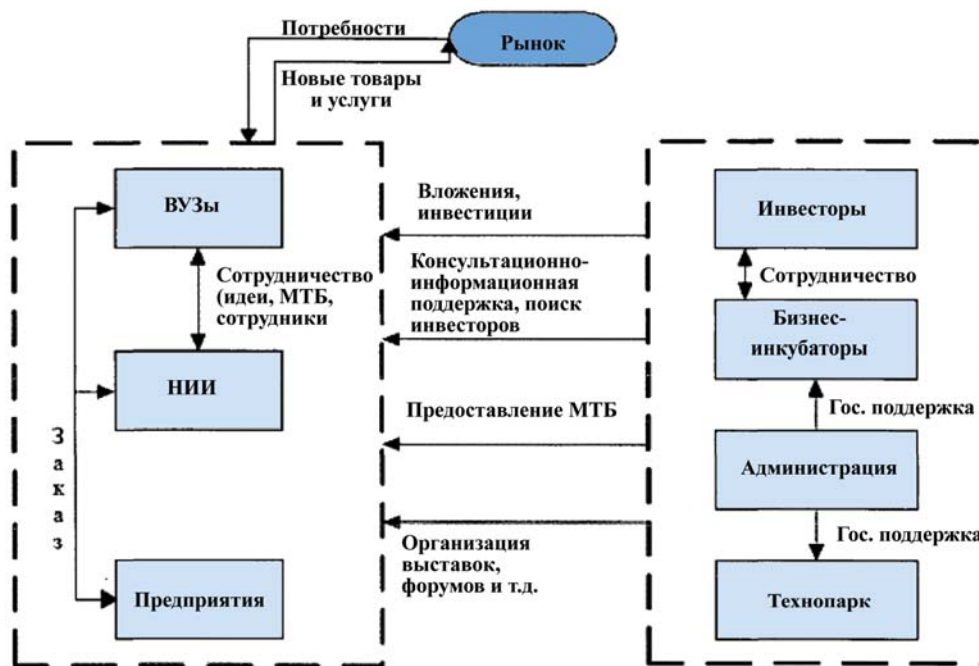 Потребности
Рынок
Новые товары
и услуги
ВУЗы
Сотрудничество
(идеи, МТБ,
сотрудники
НИИ
Заказ
Предприятия
Вложения,
инвестиции
Консультационно-
информационная
поддержка, поиск
инвесторов
Предоставление МТБ
Организация
выставок,
форумов и т.д.
Инвесторы
Сотрудничество
Бизнес-
инкубаторы
Гос. поддержка
Администрация
Гос. поддержка
Технопарк